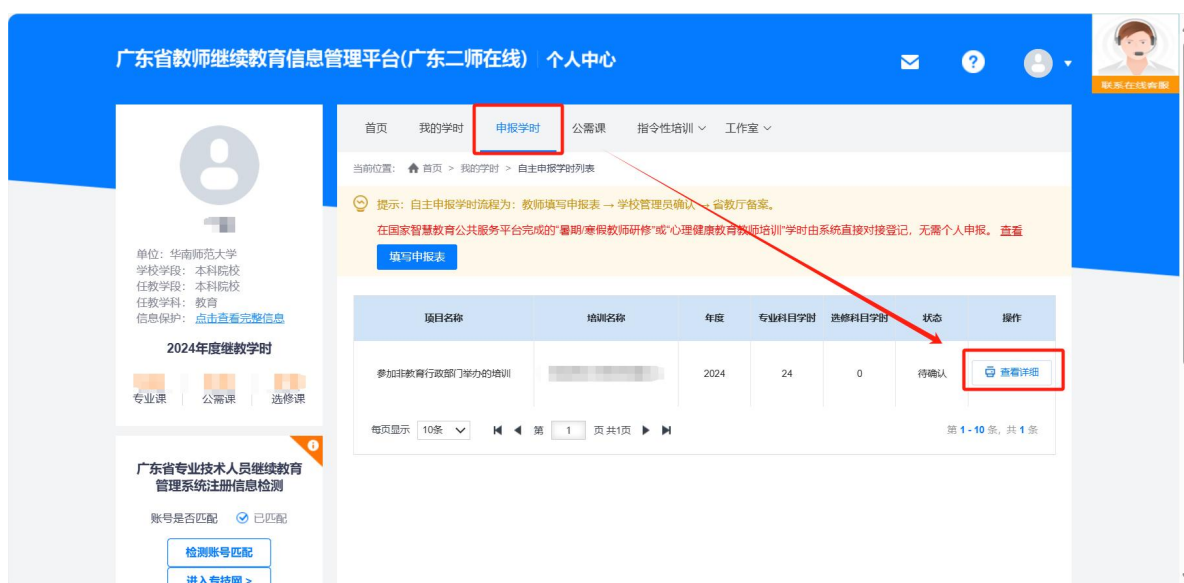 广东省教师继续教育信息管理平台(广东二师在线) 个人中心
联系在线客服
首页 我的学时 申报学时 公需课 指令性培训 工作室
当前位置: 首页 > 我的学时 > 自主申报学时列表
提示:自主申报学时流程为:教师填写申报表 → 学校管理员确认 → 省教厅备案。
在国家智慧教育公共服务平台完成的"暑期/寒假教师研修"或"心理健康教育教师培训"学时由系统直接对接登记,无需个人申报。 查看
填写申报表
单位: 华南师范大学
学校学段: 本科院校
任教学段: 本科院校
任教学科: 教育
信息保护: 点击查看完整信息
2024年度继教学时
专业课 公需课 选修课
项目名称 培训名称 年度 专业科目学时 选修科目学时 状态 操作
参加非教育行政部门举办的培训 2024 24 0 待确认 查看详细
每页显示 10条 第 1 页共1页 第 1 - 10 条, 共 1 条
广东省专业技术人员继续教育
管理系统注册信息检测
账号是否匹配 已匹配
检测账号匹配
进入专技网 >